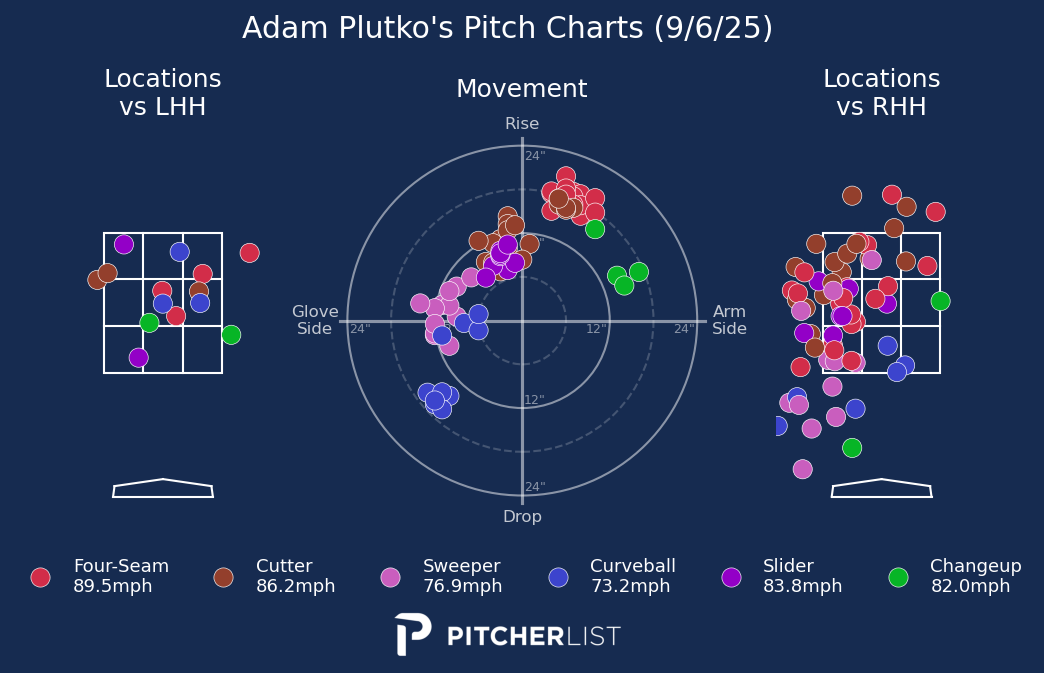 Adam Plutko's Pitch Charts (9/6/25)
Locations
vs LHH
Movement
Locations
vs RHH
Rise
24"
"
Glove
Side
24"
12"
24"
Arm
Side
12"
24"
Drop
Four-Seam
89.5mph
Cutter
86.2mph
Sweeper
76.9mph
Curveball
73.2mph
Slider
83.8mph
Changeup
82.0mph
PITCHERLIST